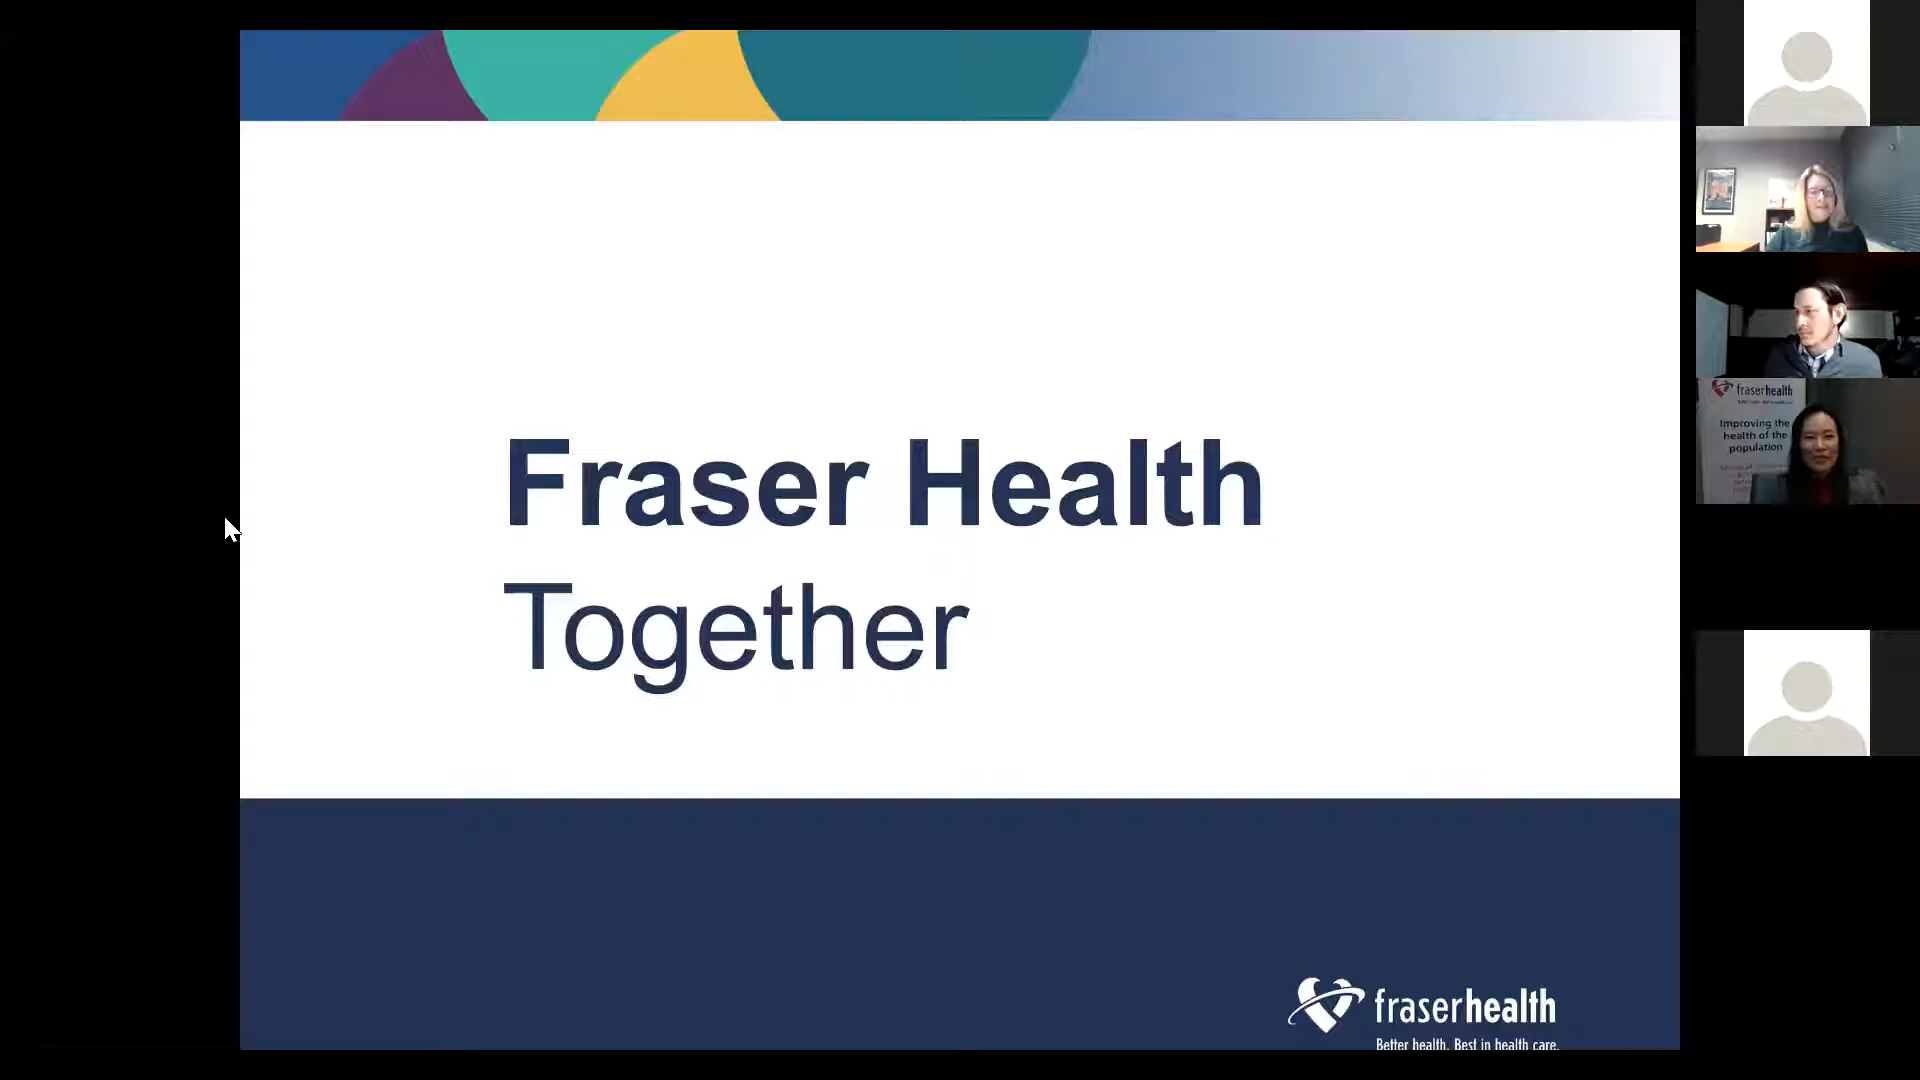 Fraser Health
Together
fraserhealth
Better health. Best in health care.
fraserhealth
Improving the
health of the
population